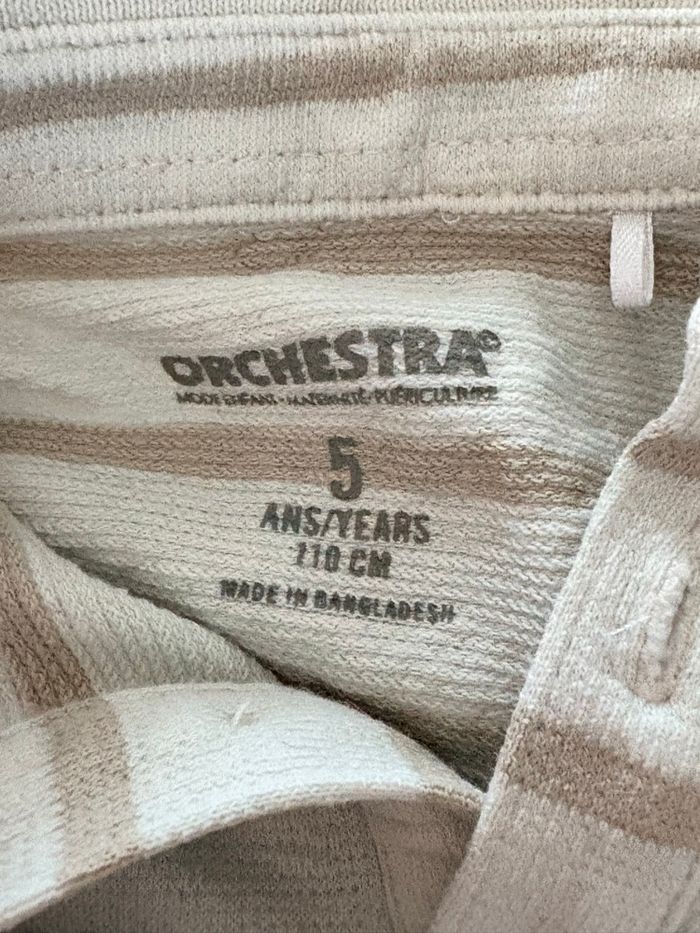 ORCHESTRA®
MODE ENFANT - MATERNITÉ - PUÉRICULTURE
5
ANS/YEARS
110 CM
MADE IN BANGLADESH